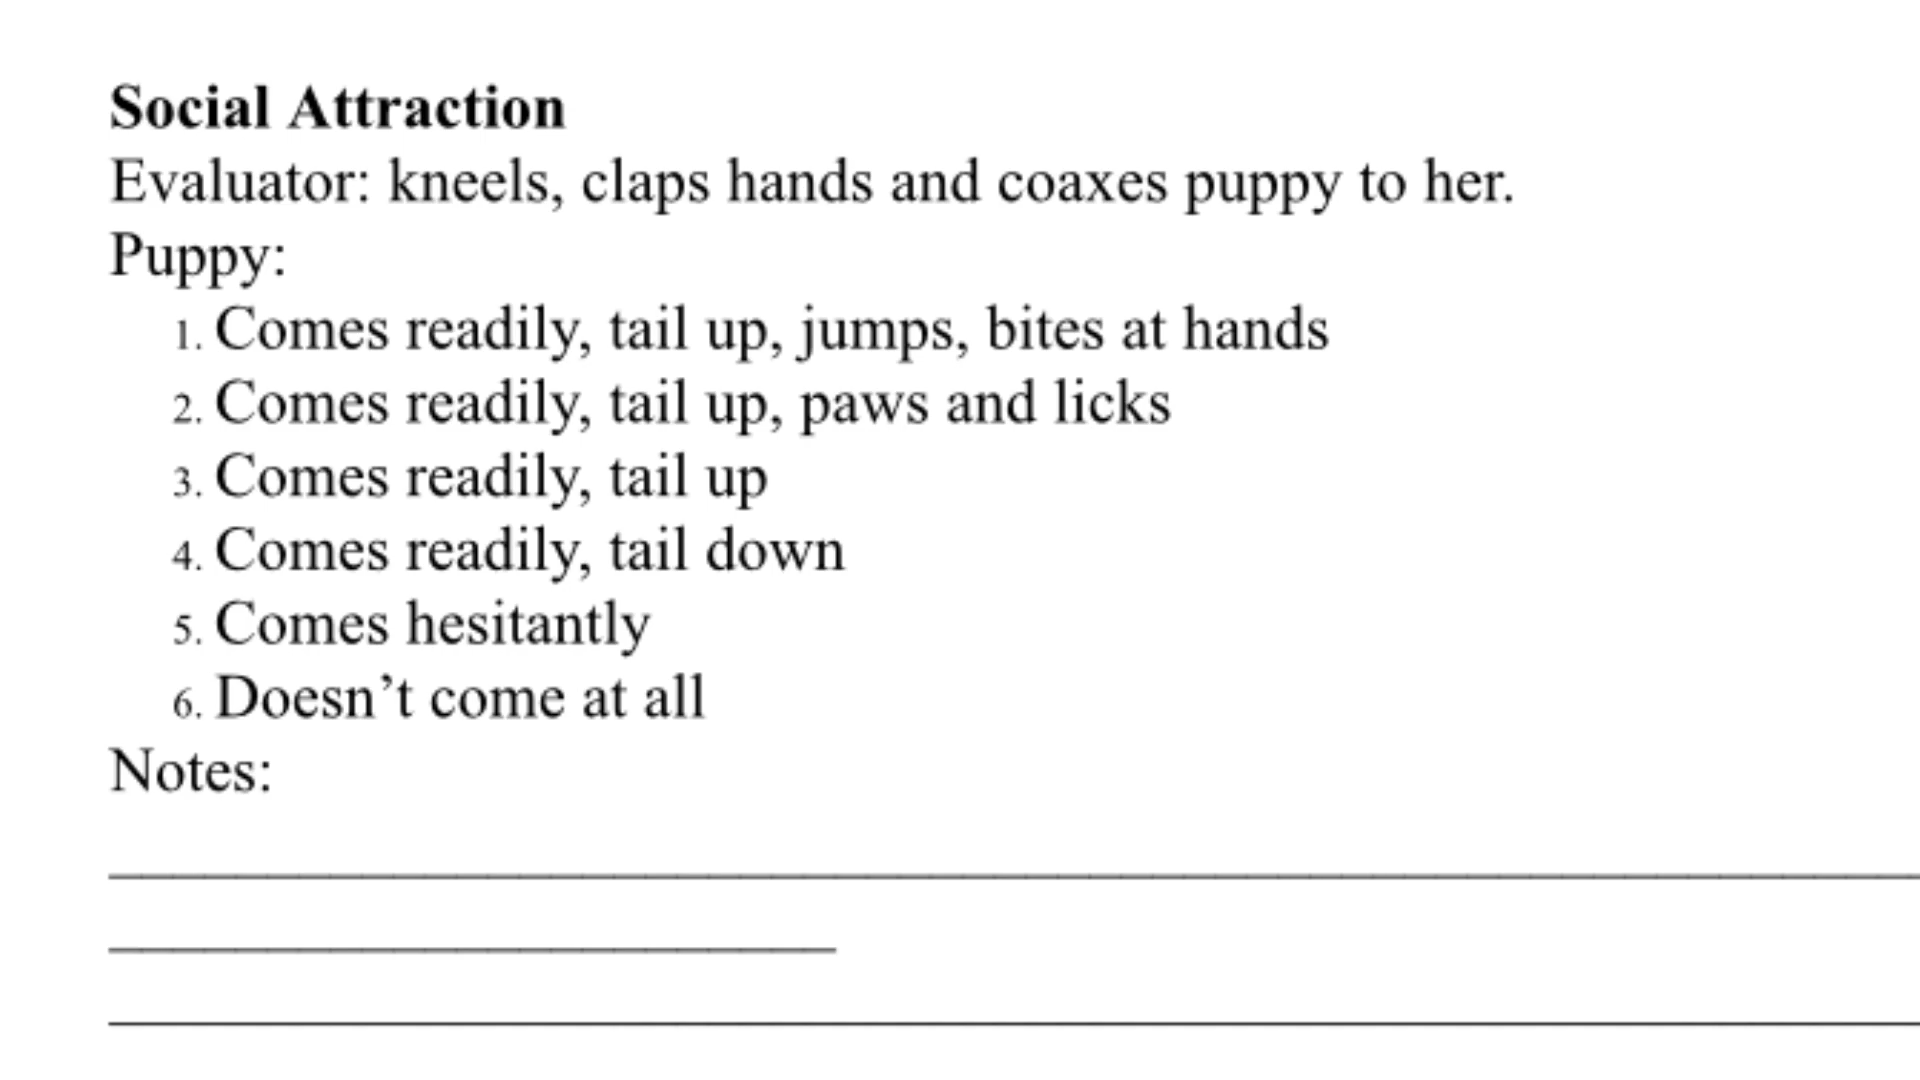 Social Attraction
Evaluator: kneels, claps hands and coaxes puppy to her.
Puppy:
1. Comes readily, tail up, jumps, bites at hands
2. Comes readily, tail up, paws and licks
3. Comes readily, tail up
4. Comes readily, tail down
5. Comes hesitantly
6. Doesn’t come at all
Notes: